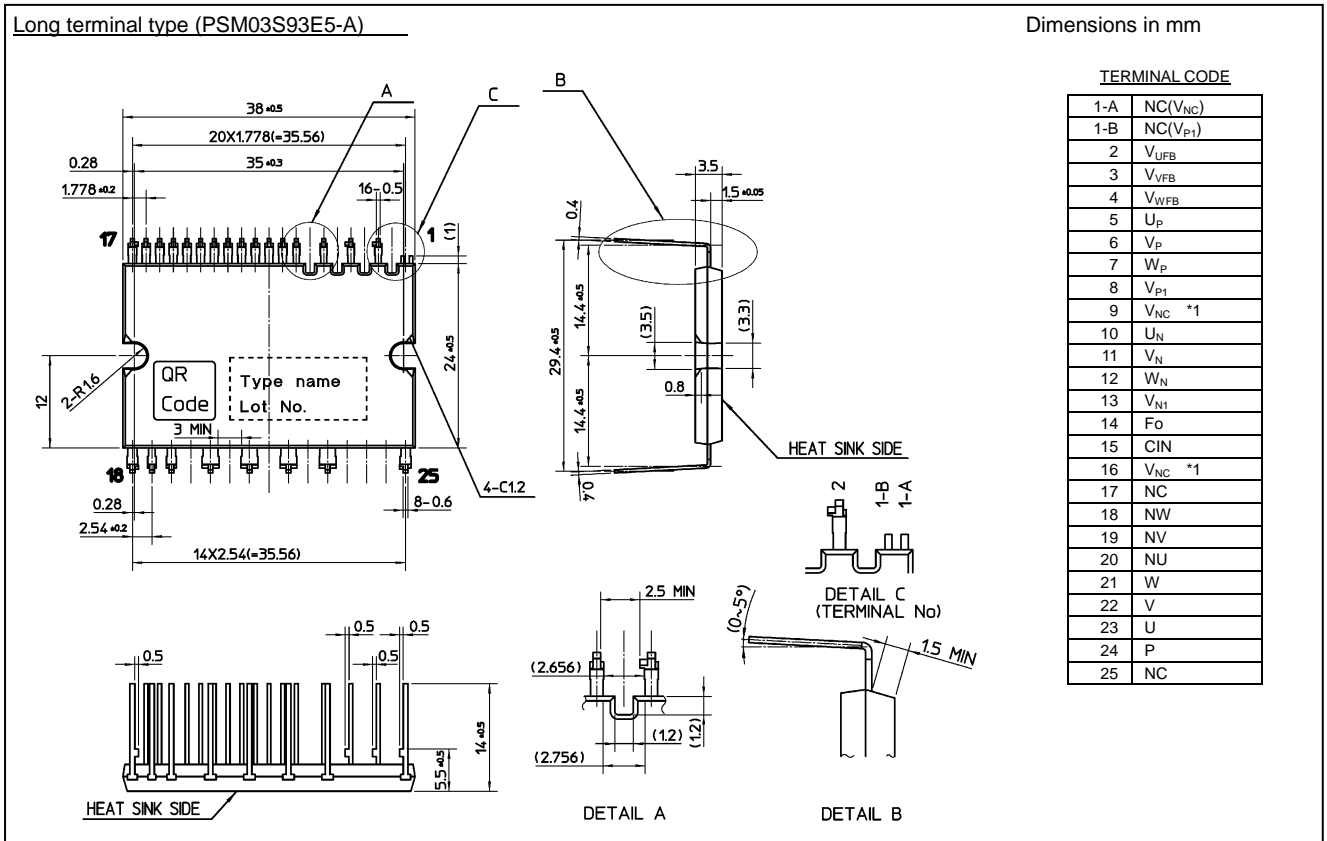 Long terminal type (PSM03S93E5-A)
Dimensions in mm
A
C
B
38 ±0.5
20X1.778(=35.56)
35 ±0.3
0.28
1.778 ±0.2
16-0.5
17
1
(1)
24 ±0.5
12
2-R1.6
QR
Code
Type name
Lot No.
3 MIN
18
25
4-C1.2
8-0.6
0.28
2.54 ±0.2
14X2.54(=35.56)
3.5
1.5 ±0.05
0.4
14.4 ±0.5
29.4 ±0.5
14.4 ±0.5
(3.5)
(3.3)
0.8
0.4
HEAT SINK SIDE
2
1-B
1-A
DETAIL C
(TERMINAL No)
0.5
0.5
0.5
0.5
14 ±0.5
5.5 ±0.5
HEAT SINK SIDE
2.5 MIN
(2.656)
(1.2)
(1.2)
(2.756)
DETAIL A
(0~5°)
1.5 MIN
DETAIL B
TERMINAL CODE
1-A NC(VNC)
1-B NC(VP1)
2 VUFB
3 VVFB
4 VWFB
5 UP
6 VP
7 WP
8 VP1
9 VNC *1
10 UN
11 VN
12 WN
13 VN1
14 Fo
15 CIN
16 VNC *1
17 NC
18 NW
19 NV
20 NU
21 W
22 V
23 U
24 P
25 NC